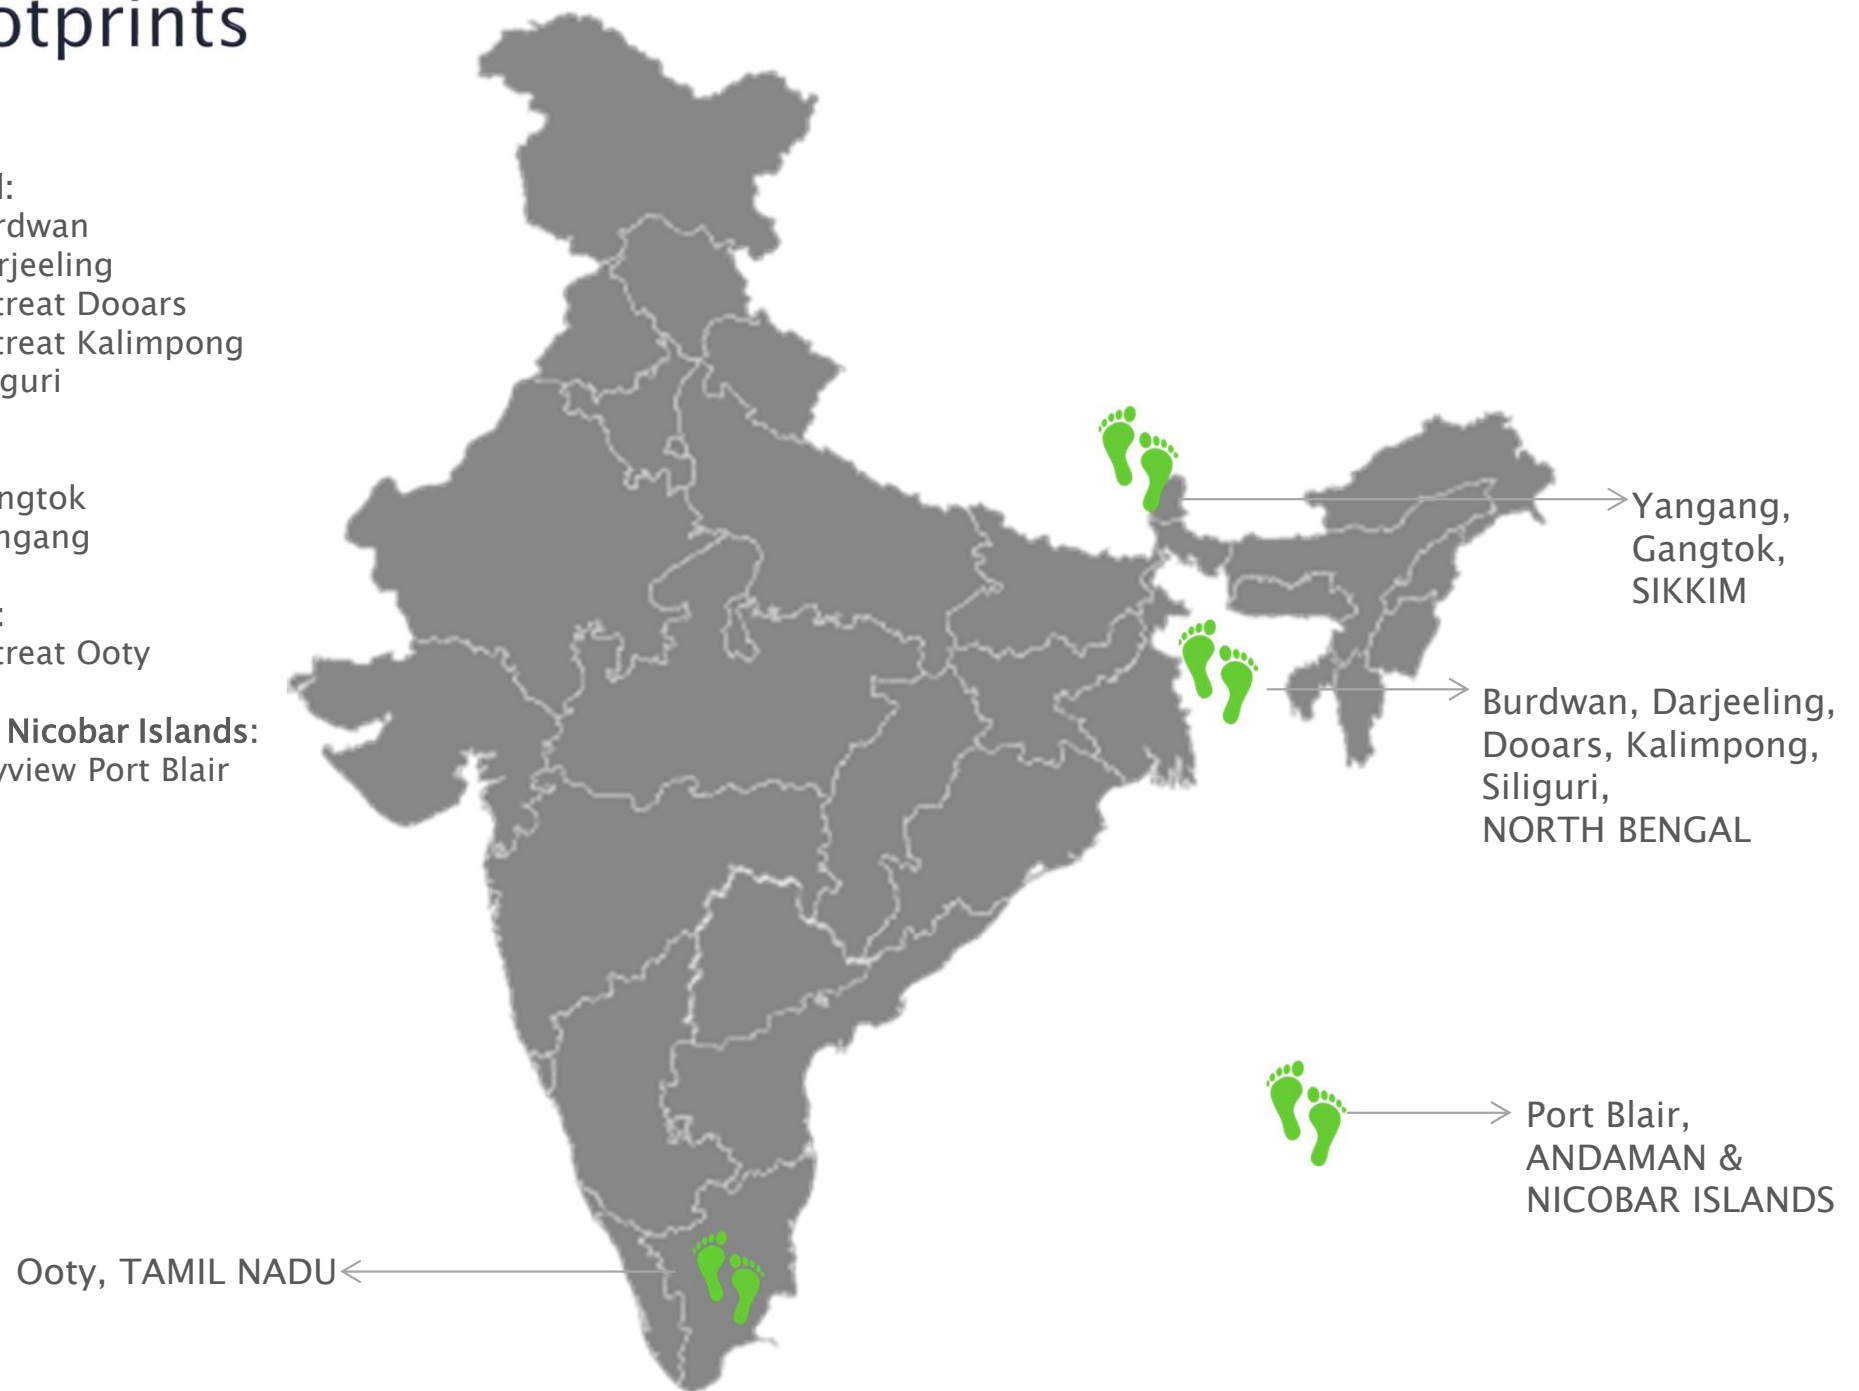 otprints
l:
rdwan
rjeeling
treat Dooars
treat Kalimpong
guri
ngtok
ngang
:
treat Ooty
Nicobar Islands:
yview Port Blair
Yangang,
Gangtok,
SIKKIM
Burdwan, Darjeeling,
Dooars, Kalimpong,
Siliguri,
NORTH BENGAL
Port Blair,
ANDAMAN &
NICOBAR ISLANDS
Ooty, TAMIL NADU